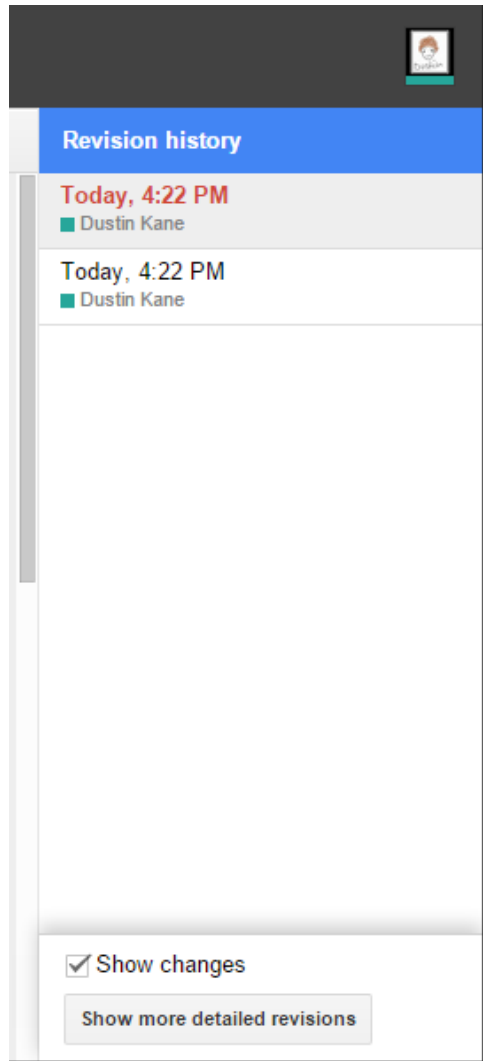 Revision history
Today, 4:22 PM
Dustin Kane
Today, 4:22 PM
Dustin Kane
Show changes
Show more detailed revisions